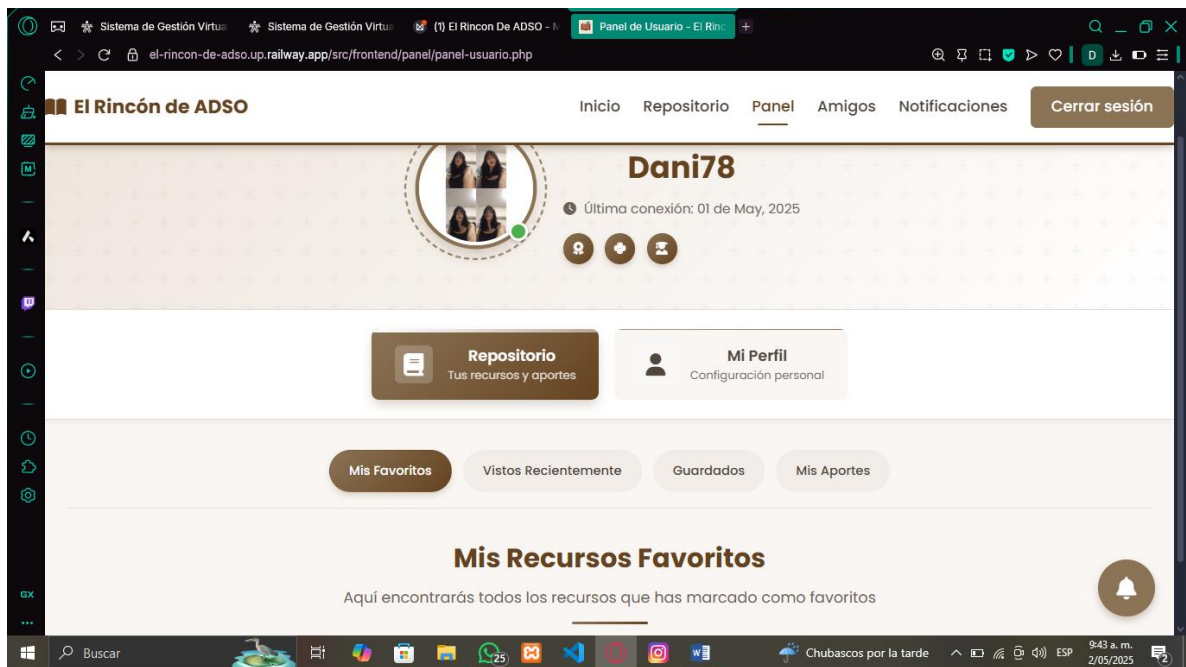 Sistema de Gestión Virtua
Sistema de Gestión Virtua
(1) El Rincon De ADSO - M
Panel de Usuario - El Rinc
el-rincon-de-adso.up.railway.app/src/frontend/panel/panel-usuario.php
D
El Rincón de ADSO
Inicio
Repositorio
Panel
Amigos
Notificaciones
Cerrar sesión
Dani78
Última conexión: 01 de May, 2025
Repositorio
Tus recursos y aportes
Mi Perfil
Configuración personal
Mis Favoritos
Vistos Recientemente
Guardados
Mis Aportes
Mis Recursos Favoritos
Aquí encontrarás todos los recursos que has marcado como favoritos
GX
Buscar
25
Chubascos por la tarde
ESP
9:43 a. m.
2/05/2025
2